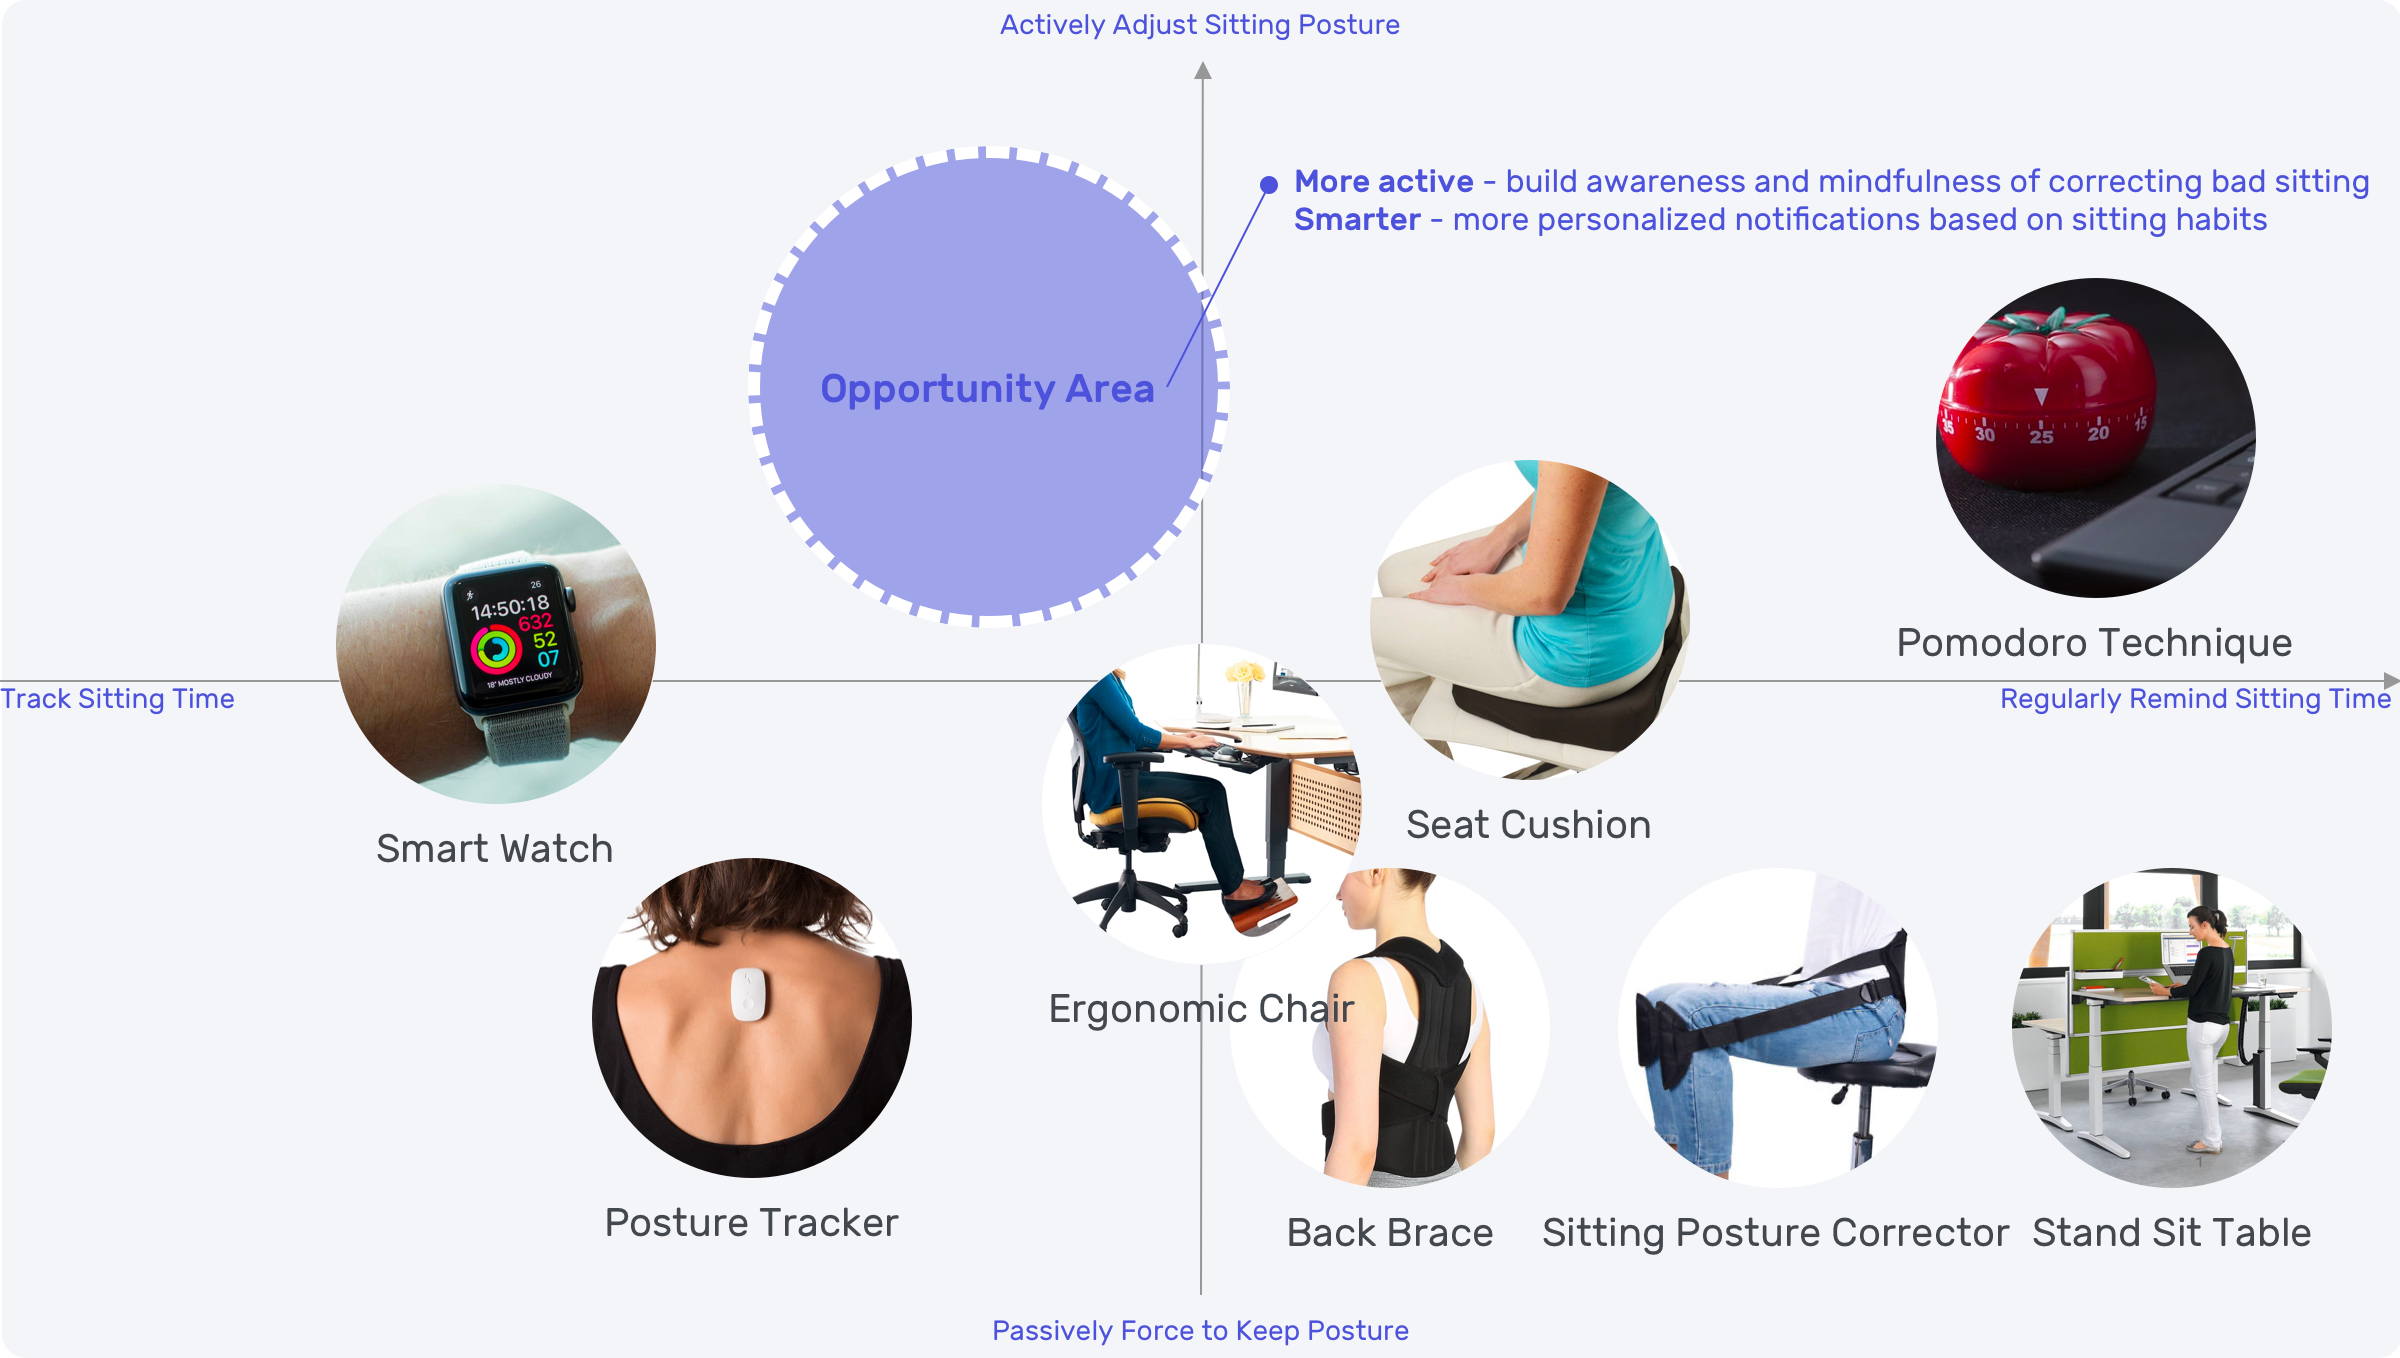 Actively Adjust Sitting Posture
More active - build awareness and mindfulness of correcting bad sitting
Smarter - more personalized notifications based on sitting habits
Opportunity Area
35 30 25 20 15
Pomodoro Technique
26
14:50:18
632
52
07
18° MOSTLY CLOUDY
Track Sitting Time
Regularly Remind Sitting Time
Smart Watch
Seat Cushion
Ergonomic Chair
Posture Tracker
Back Brace
Sitting Posture Corrector
Stand Sit Table
1
Passively Force to Keep Posture